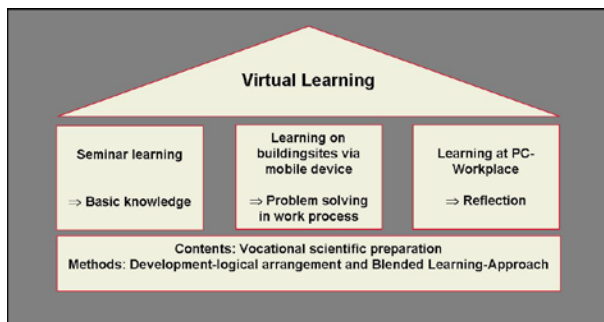 Virtual Learning
Seminar learning
⇒ Basic knowledge
Learning on
buildingsites via
mobile device
⇒ Problem solving
in work process
Learning at PC-
Workplace
⇒ Reflection
Contents: Vocational scientific preparation
Methods: Development-logical arrangement and Blended Learning-Approach